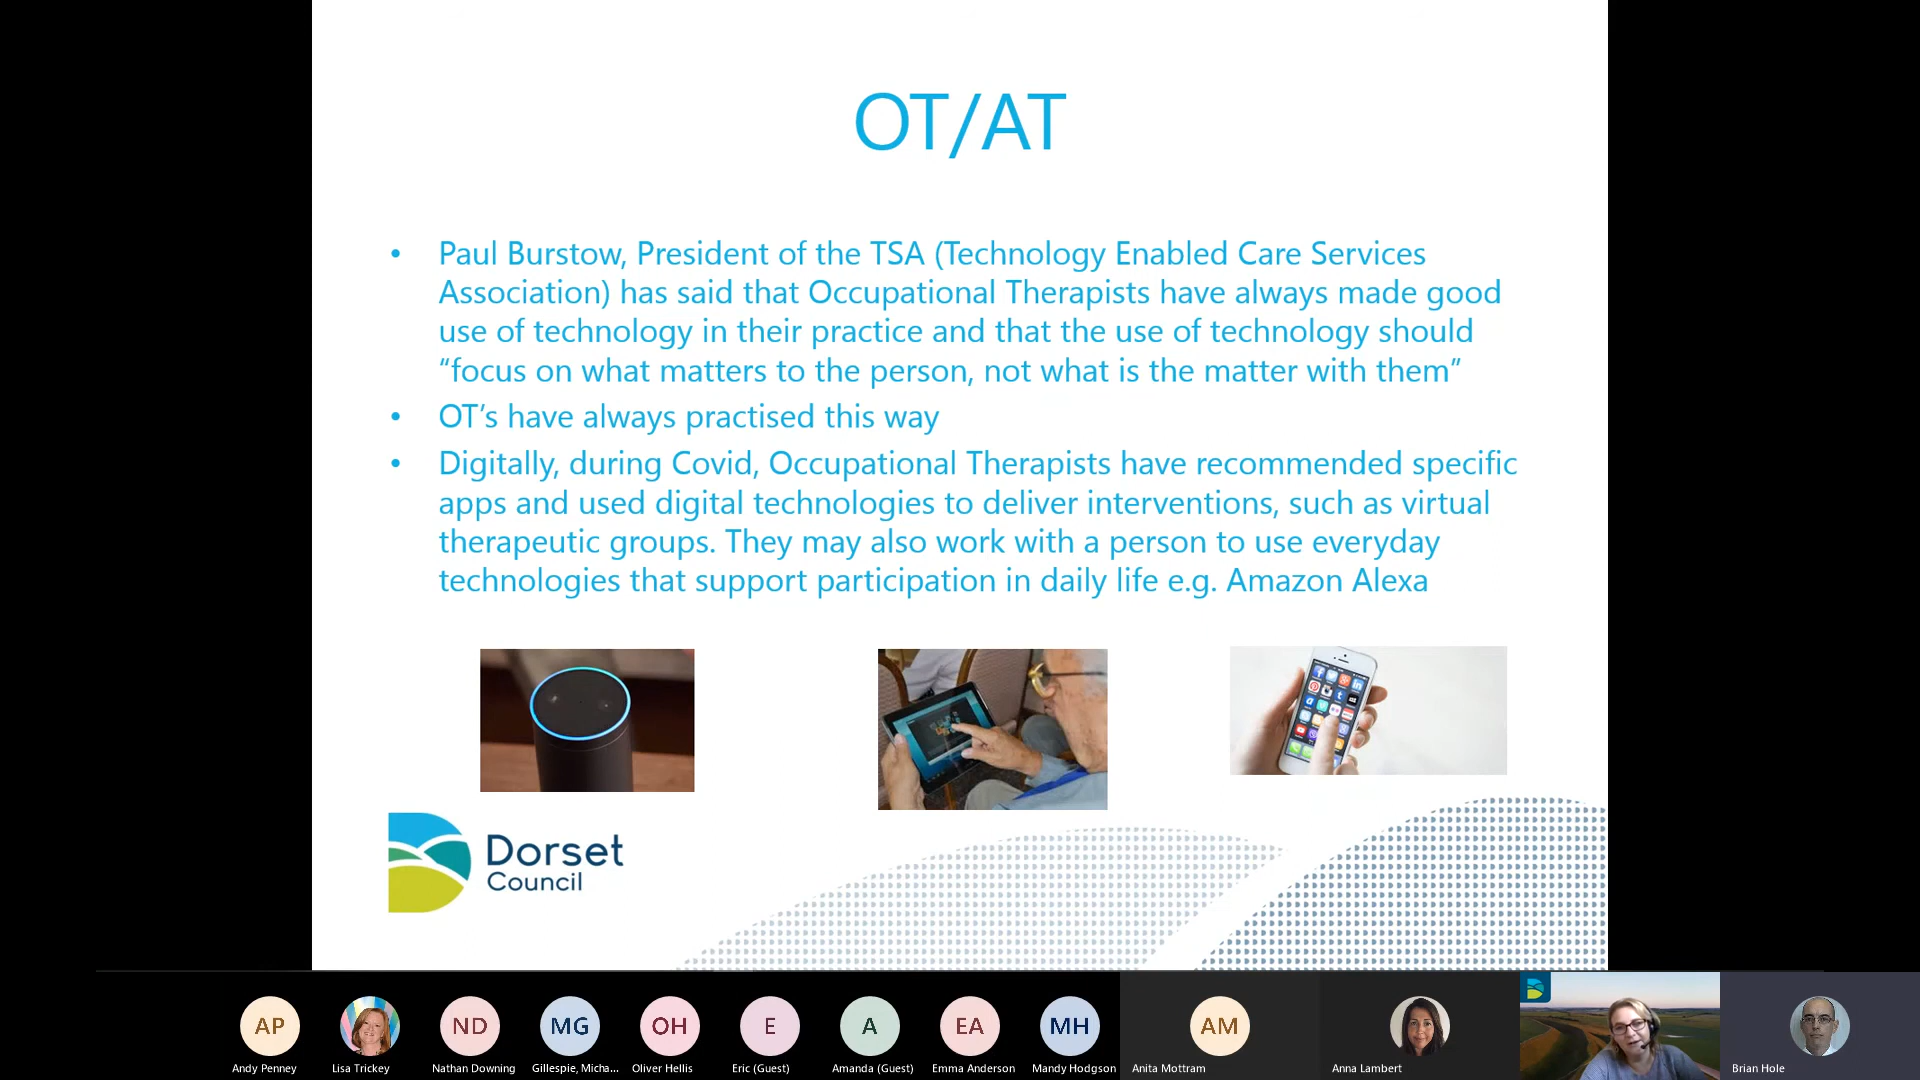 OT/AT
• Paul Burstow, President of the TSA (Technology Enabled Care Services
Association) has said that Occupational Therapists have always made good
use of technology in their practice and that the use of technology should
“focus on what matters to the person, not what is the matter with them”
• OT’s have always practised this way
• Digitally, during Covid, Occupational Therapists have recommended specific
apps and used digital technologies to deliver interventions, such as virtual
therapeutic groups. They may also work with a person to use everyday
technologies that support participation in daily life e.g. Amazon Alexa
Dorset
Council
AP
ND
MG
OH
E
A
EA
MH
AM
Andy Penney
Lisa Trickey
Nathan Downing
Gillespie, Micha...
Oliver Hellis
Eric (Guest)
Amanda (Guest)
Emma Anderson
Mandy Hodgson
Anita Mottram
Anna Lambert
Brian Hole